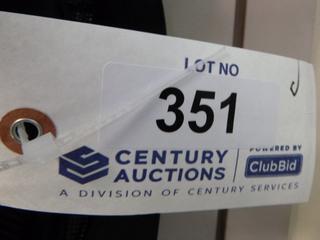 LOT NO
351
CENTURY
AUCTIONS
POWERED BY
ClubBid
A DIVISION OF CENTURY SERVICES